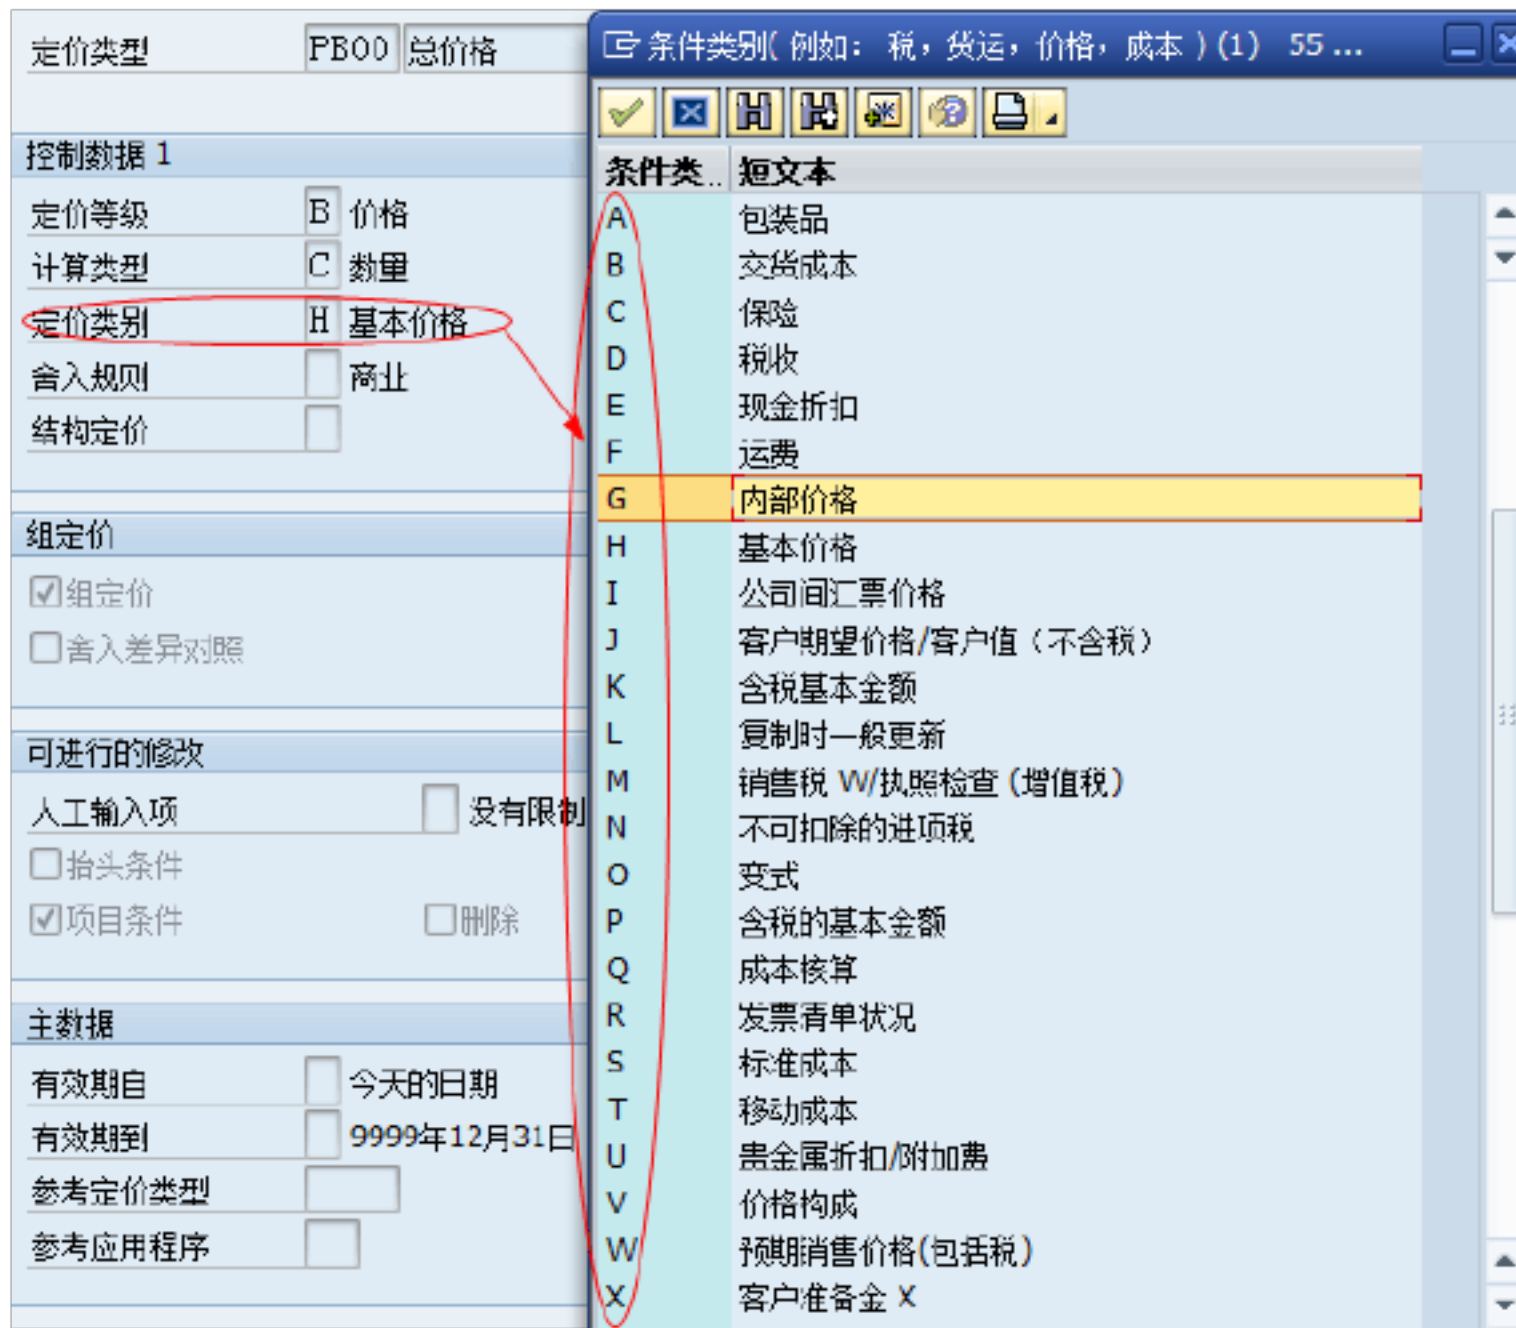 定价类型 PB00 总价格
控制数据 1
定价等级 B 价格
计算类型 C 数量
定价类别 H 基本价格
舍入规则 商业
结构定价
组定价
组定价
舍入差异对照
可进行的修改
人工输入项 没有限制
抬头条件
项目条件 删除
主数据
有效期自 今天的日期
有效期到 9999年12月31日
参考定价类型
参考应用程序
条件类别( 例如: 税, 货运, 价格, 成本 ) (1) 55 ...
条件类.. 短文本
A 包装品
B 交货成本
C 保险
D 税收
E 现金折扣
F 运费
G 内部价格
H 基本价格
I 公司间汇票价格
J 客户期望价格/客户值（不含税）
K 含税基本金额
L 复制时一般更新
M 销售税 W/执照检查 (增值税)
N 不可扣除的进项税
O 变式
P 含税的基本金额
Q 成本核算
R 发票清单状况
S 标准成本
T 移动成本
U 贵金属折扣/附加费
V 价格构成
W 预期销售价格(包括税)
X 客户准备金 X